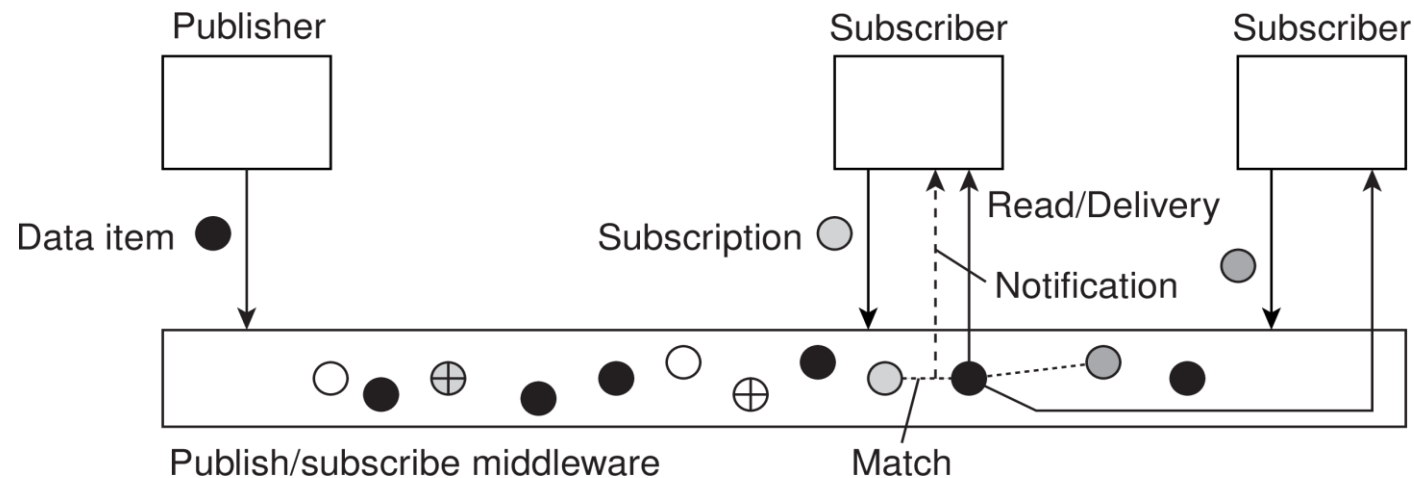 Publisher
Subscriber
Subscriber
Data item
Subscription
Read/Delivery
Notification
Publish/subscribe middleware
Match